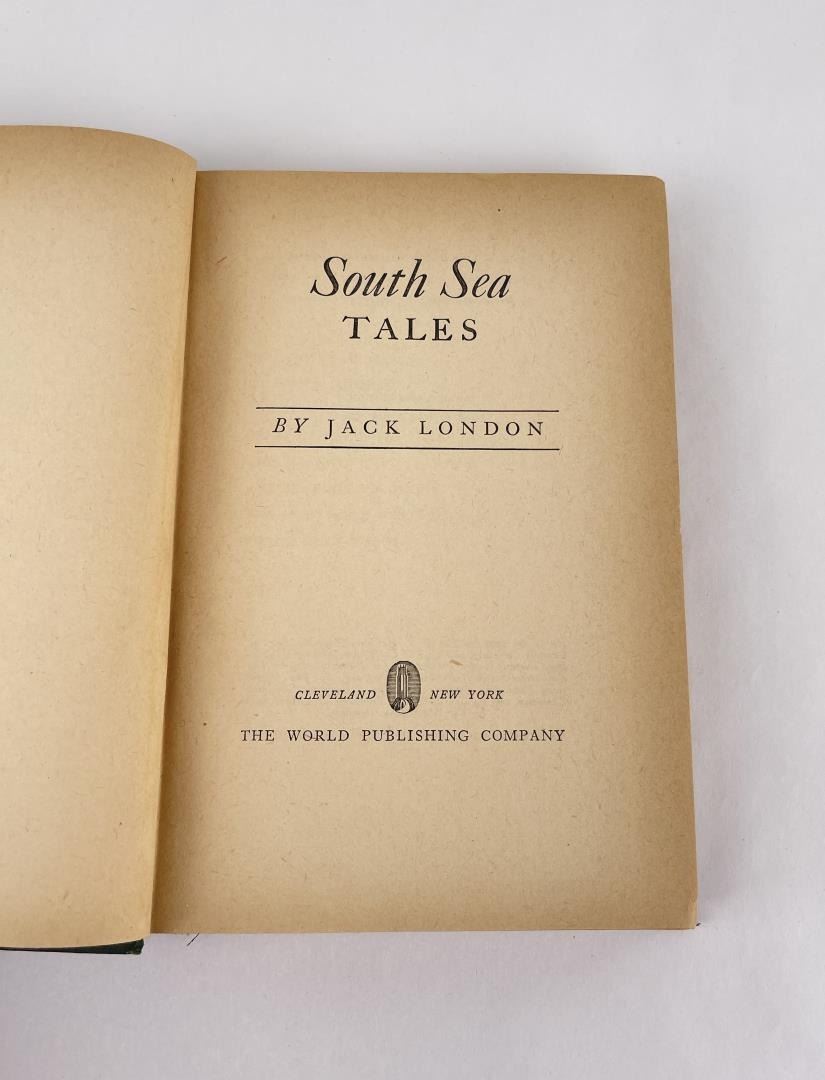 South Sea
TALES
BY JACK LONDON
CLEVELAND NEW YORK
THE WORLD PUBLISHING COMPANY